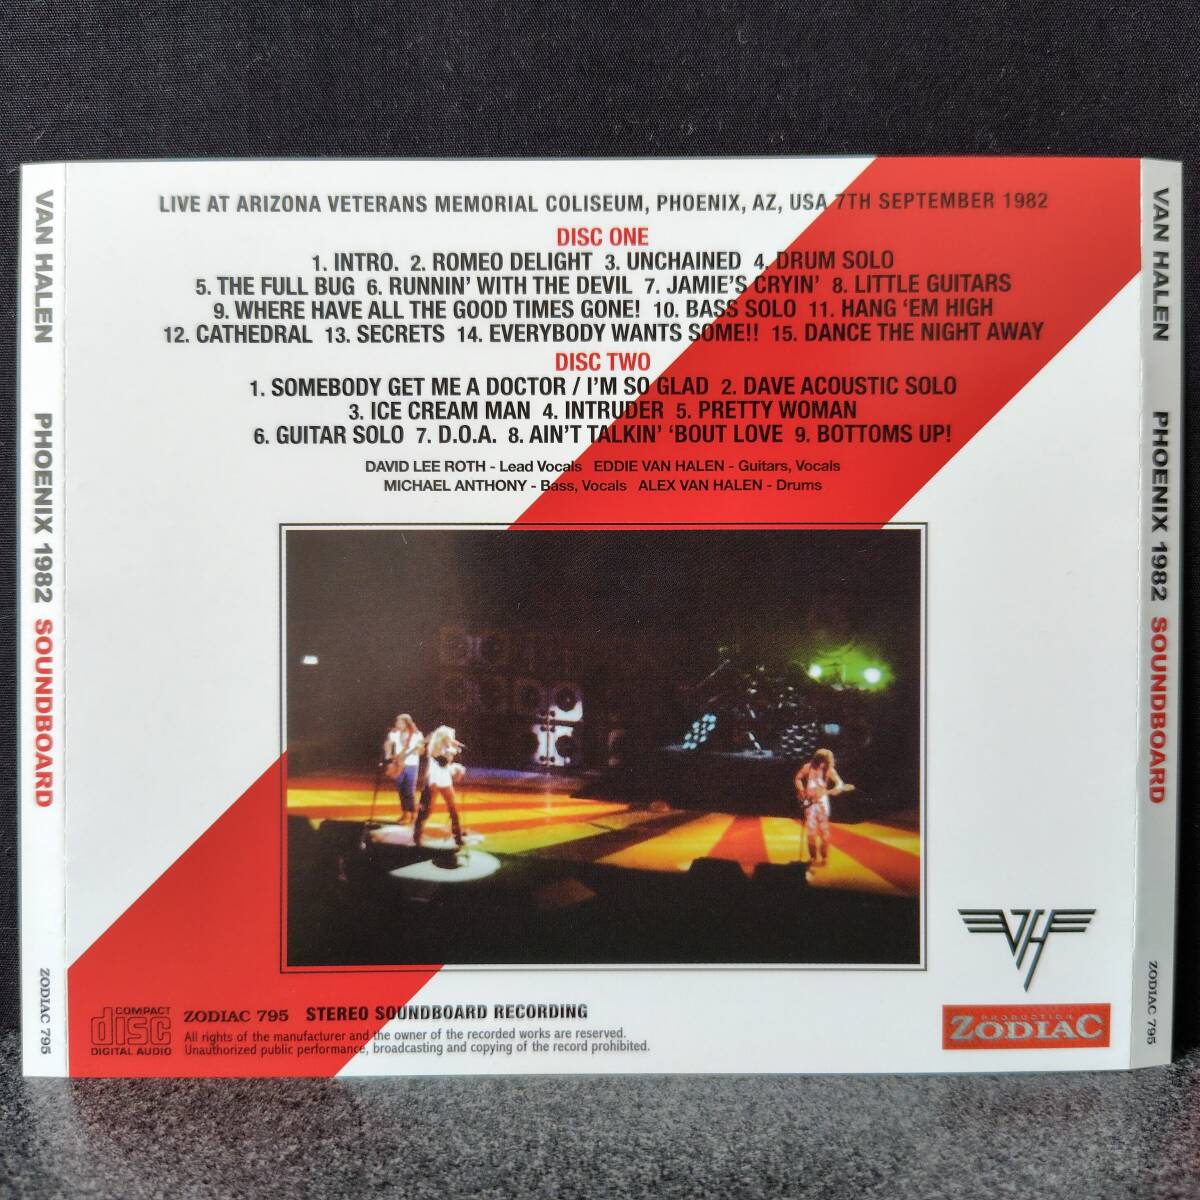 LIVE AT ARIZONA VETERANS MEMORIAL COLISEUM, PHOENIX, AZ, USA 7TH SEPTEMBER 1982
DISC ONE
1. INTRO. 2. ROMEO DELIGHT 3. UNCHAINED 4. DRUM SOLO
5. THE FULL BUG 6. RUNNIN' WITH THE DEVIL 7. JAMIE'S CRYIN' 8. LITTLE GUITARS
9. WHERE HAVE ALL THE GOOD TIMES GONE! 10. BASS SOLO 11. HANG 'EM HIGH
12. CATHEDRAL 13. SECRETS 14. EVERYBODY WANTS SOME!! 15. DANCE THE NIGHT AWAY
DISC TWO
1. SOMEBODY GET ME A DOCTOR / I'M SO GLAD 2. DAVE ACOUSTIC SOLO
3. ICE CREAM MAN 4. INTRUDER 5. PRETTY WOMAN
6. GUITAR SOLO 7. D.O.A. 8. AIN'T TALKIN' 'BOUT LOVE 9. BOTTOMS UP!
DAVID LEE ROTH - Lead Vocals EDDIE VAN HALEN - Guitars, Vocals
MICHAEL ANTHONY - Bass, Vocals ALEX VAN HALEN - Drums
VAN HALEN PHOENIX 1982 SOUNDBOARD ZODIAC 795
VAN HALEN PHOENIX 1982 SOUNDBOARD ZODIAC 795
VH
COMPACT
disc
DIGITAL AUDIO
ZODIAC 795 STEREO SOUNDBOARD RECORDING
All rights of the manufacturer and the owner of the recorded works are reserved.
Unauthorized public performance, broadcasting and copying of the record prohibited.
PRODUCTION
ZODIAC